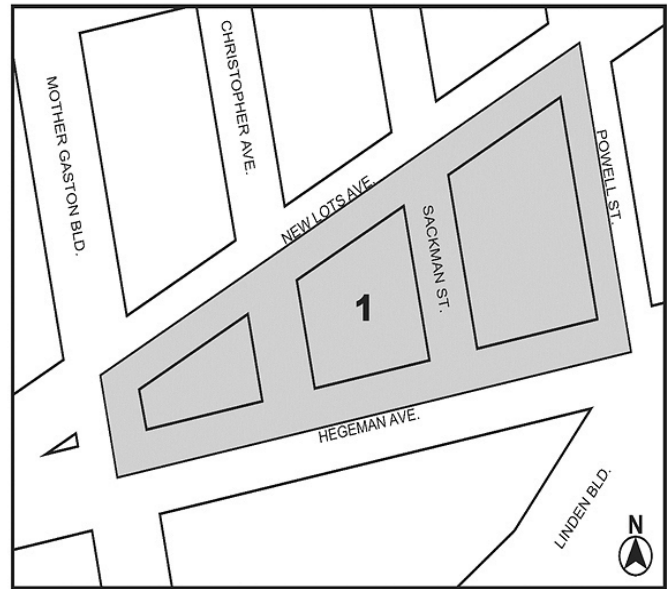 MOTHER GASTON BLD.
CHRISTOPHER AVE.
NEW LOTS AVE.
POWELL ST.
SACKMAN ST.
1
HEGEMAN AVE.
LINDEN BLD.
N